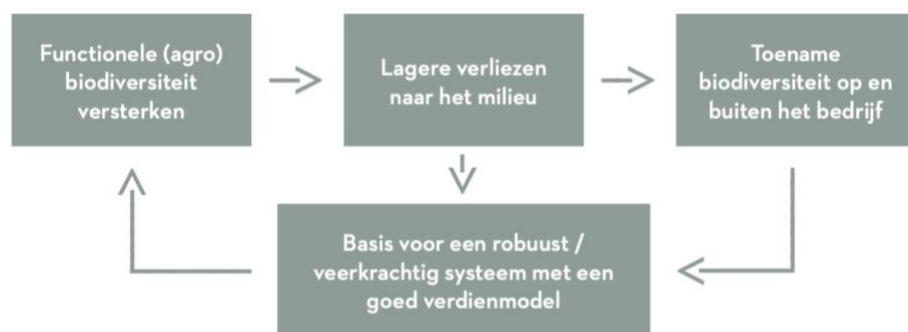 Functionele (agro)
biodiversiteit
versterken
Lagere verliezen
naar het milieu
Toename
biodiversiteit op en
buiten het bedrijf
Basis voor een robuust /
veerkrachtig systeem met een
goed verdienmodel